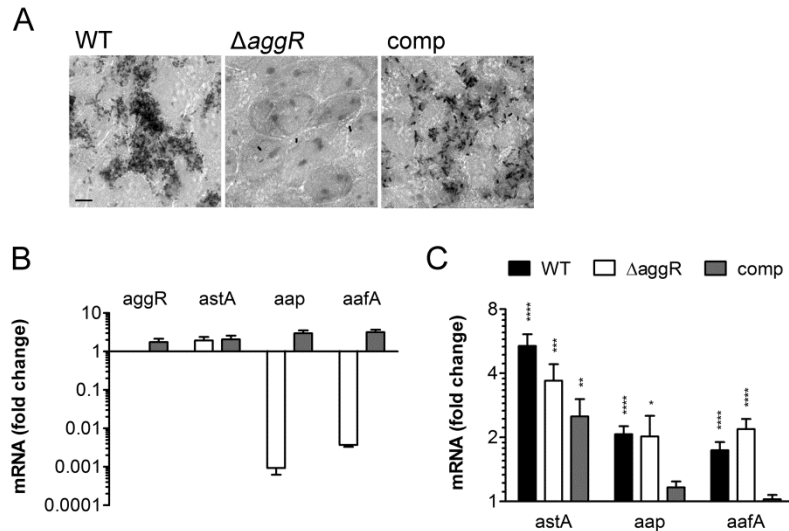 A
WT ΔaggR comp
B
aggR astA aap aafA
mRNA (fold change)
10
1
0.1
0.01
0.001
0.0001
C
WT ΔaggR comp
mRNA (fold change)
8
4
2
1
**** *** ** **** * **** ****
astA aap aafA